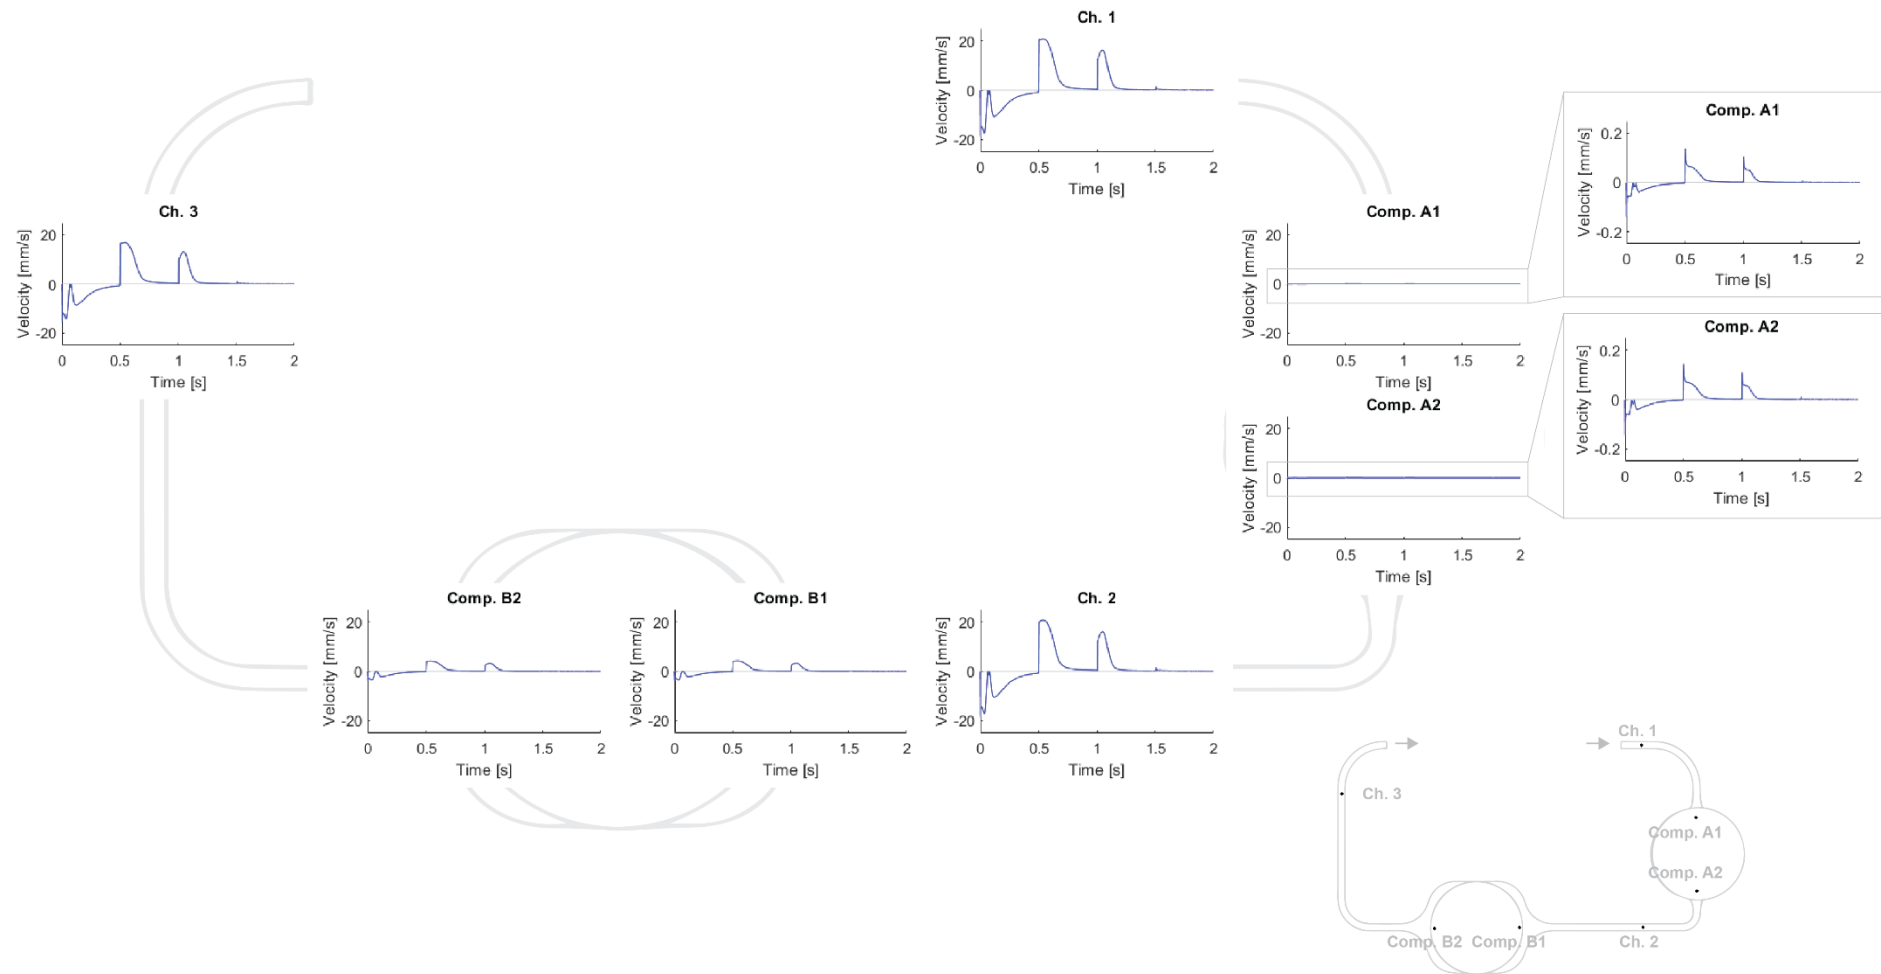 Ch. 1
20
0
-20
Velocity [mm/s]
0 0.5 1 1.5 2
Time [s]
Comp. A1
0.2
0
-0.2
Velocity [mm/s]
0 0.5 1 1.5 2
Time [s]
Ch. 3
20
0
-20
Velocity [mm/s]
0 0.5 1 1.5 2
Time [s]
Comp. A1
20
0
-20
Velocity [mm/s]
0 0.5 1 1.5 2
Time [s]
Comp. A2
0.2
0
-0.2
Velocity [mm/s]
0 0.5 1 1.5 2
Time [s]
Comp. A2
20
0
-20
Velocity [mm/s]
0 0.5 1 1.5 2
Time [s]
Comp. B2
20
0
-20
Velocity [mm/s]
0 0.5 1 1.5 2
Time [s]
Comp. B1
20
0
-20
Velocity [mm/s]
0 0.5 1 1.5 2
Time [s]
Ch. 2
20
0
-20
Velocity [mm/s]
0 0.5 1 1.5 2
Time [s]
Ch. 1
Ch. 3
Comp. A1
Comp. A2
Comp. B2 Comp. B1
Ch. 2